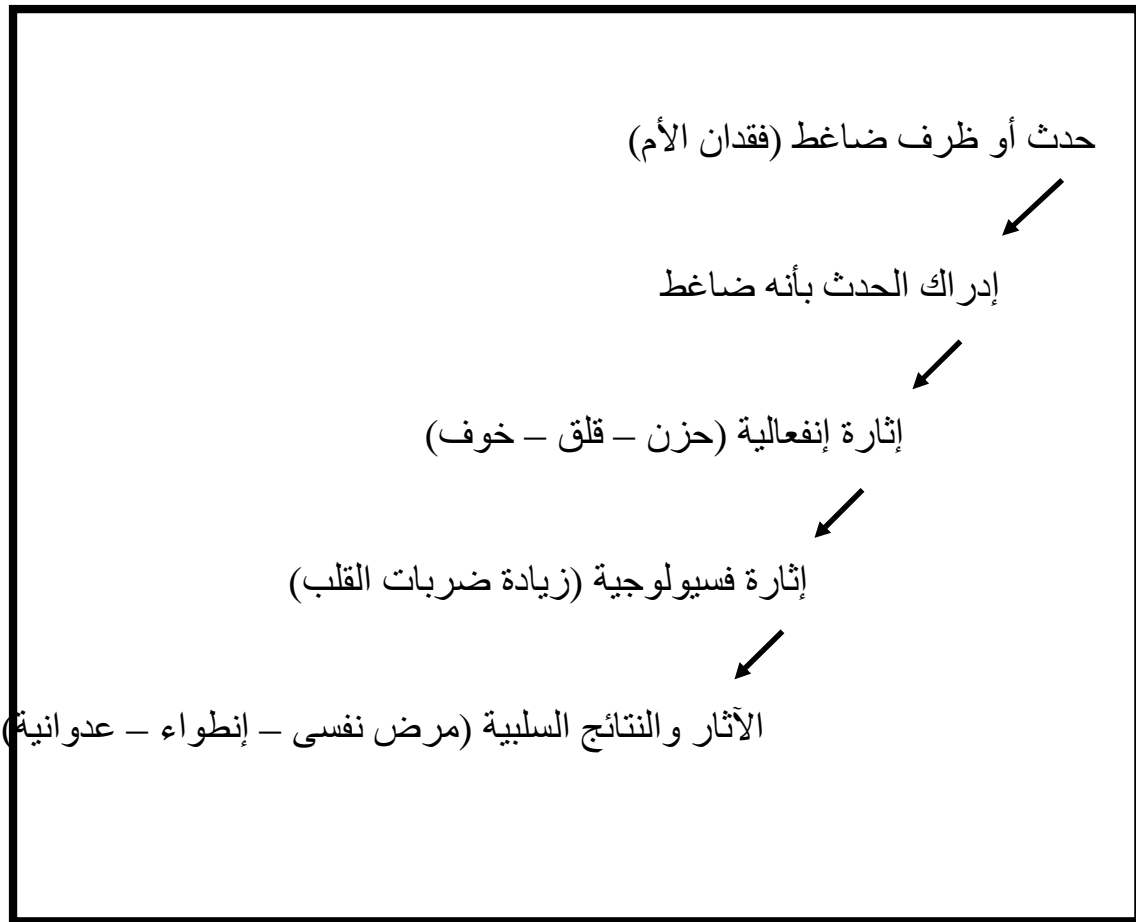 حدث أو ظرف ضاغط (فقدان الأم)
إدراك الحدث بأنه ضاغط
إثارة إنفعالية (حزن – قلق – خوف)
إثارة فسيولوجية (زيادة ضربات القلب)
الآثار والنتائج السلبية (مرض نفسى – إنطواء – عدوانية)